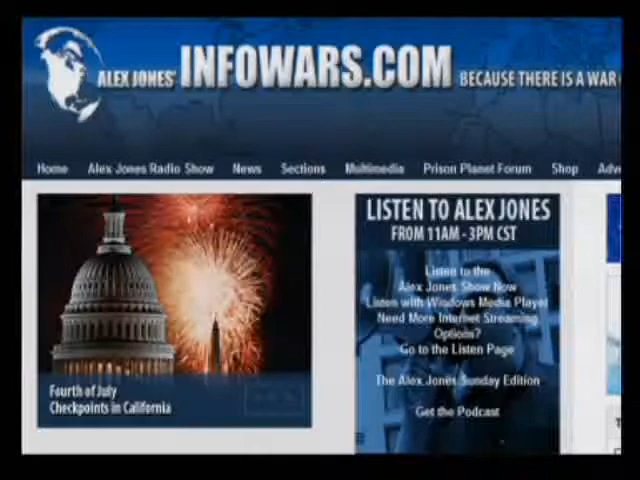 ALEX JONES' INFOWARS.COM BECAUSE THERE IS A WAR
Home Alex Jones Radio Show News Sections Multimedia Prison Planet Forum Shop
LISTEN TO ALEX JONES
FROM 11AM - 3PM CST
Listen to the
Alex Jones Show Now
Listen with Windows Media Player
Need More Internet Streaming
Options?
Go to the Listen Page
The Alex Jones Sunday Edition
Get the Podcast
Fourth of July
Checkpoints in California